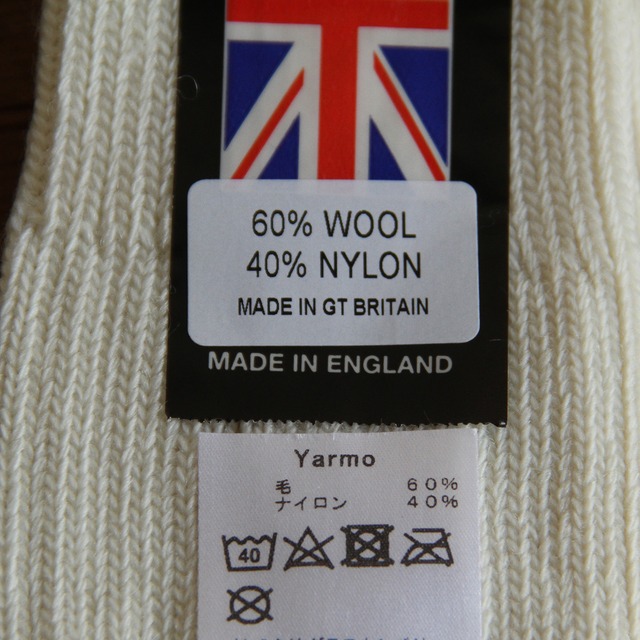 60% WOOL
40% NYLON
MADE IN GT BRITAIN
MADE IN ENGLAND
Yarmo
毛 60%
ナイロン 40%
40